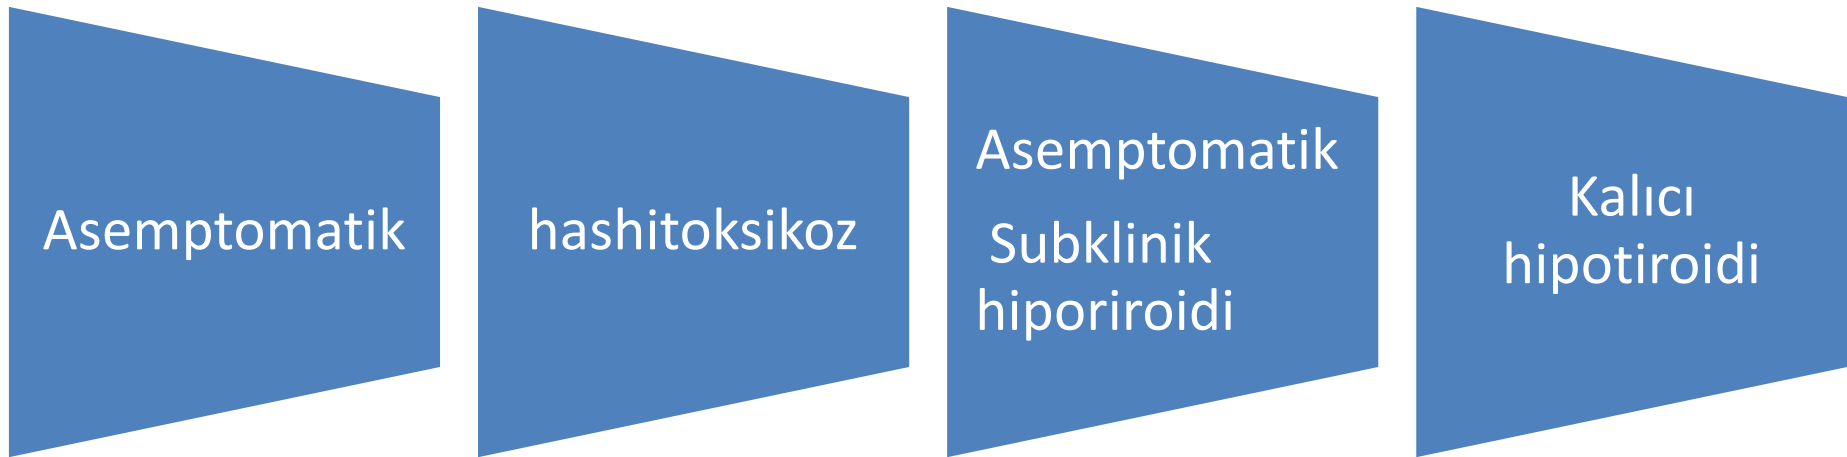 Asemptomatik
hashitoksikoz
Asemptomatik
Subklinik
hiporiroidi
Kalıcı
hipotiroidi